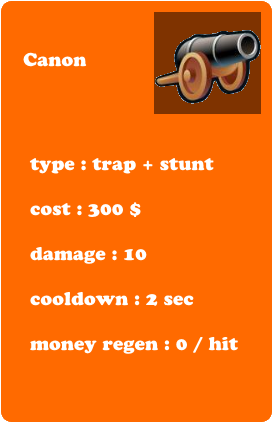 Canon
type : trap + stunt
cost : 300 $
damage : 10
cooldown : 2 sec
money regen : 0 / hit